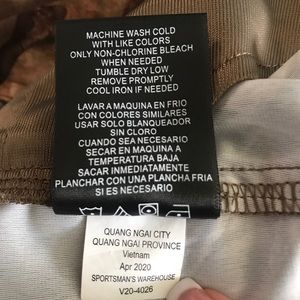 MACHINE WASH COLD
WITH LIKE COLORS
ONLY NON-CHLORINE BLEACH
WHEN NEEDED
TUMBLE DRY LOW
REMOVE PROMPTLY
COOL IRON IF NEEDED
LAVAR A MAQUINA EN FRIO
CON COLORES SIMILARES
USAR SOLO BLANQUEADOR
SIN CLORO
CUANDO SEA NECESARIO
SECAR EN MAQUINA A
TEMPERATURA BAJA
SACAR INMEDIATAMENTE
PLANCHAR CON UNA PLANCHA FRIA
SI ES NECESARIO
QUANG NGAI CITY
QUANG NGAI PROVINCE
Vietnam
Apr 2020
SPORTSMAN'S WAREHOUSE
V20-4026